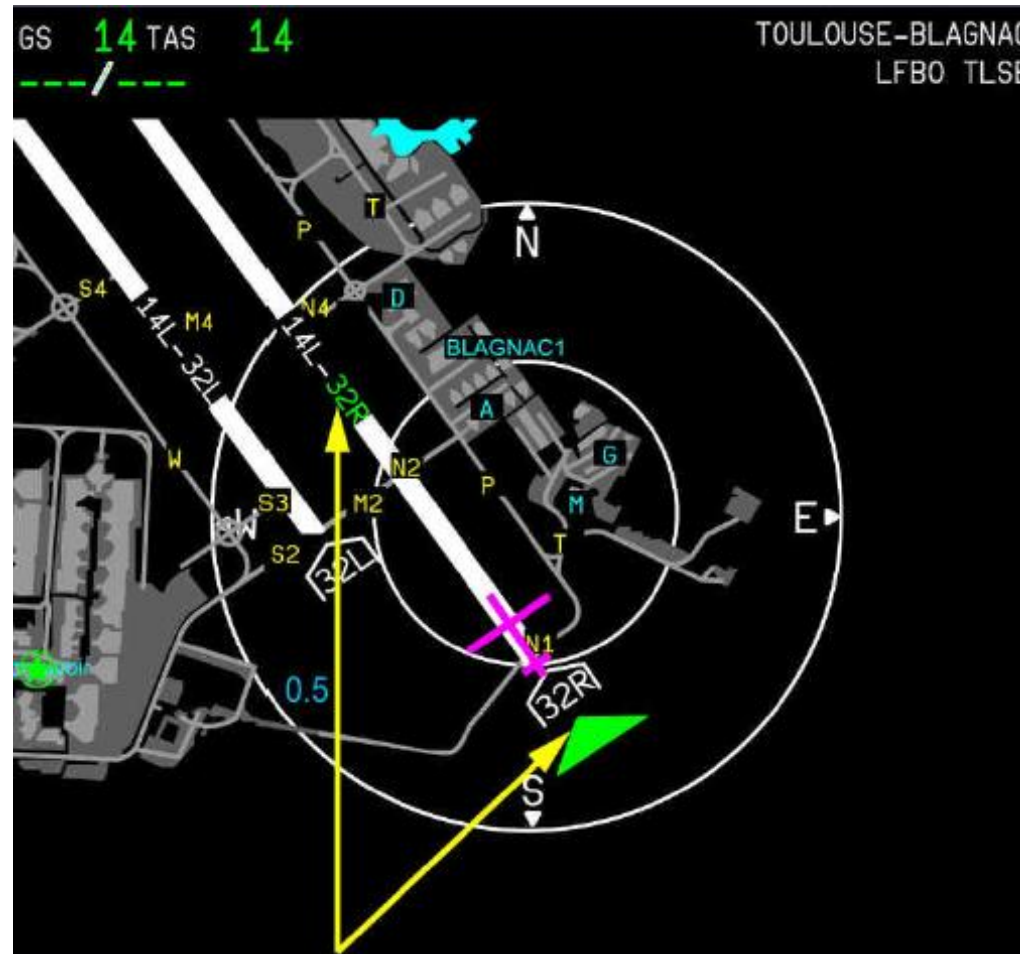 GS 14 TAS 14
TOULOUSE-BLAGNAC
---/---
LFBO TLSE
T
P
N
S4
D
N4
M4
14L-32L
14L-32R
BLAGNAC1
A
W
N2
G
P
S3
W
M2
M
E
S2
T
32L
N1
0.5
32R
S